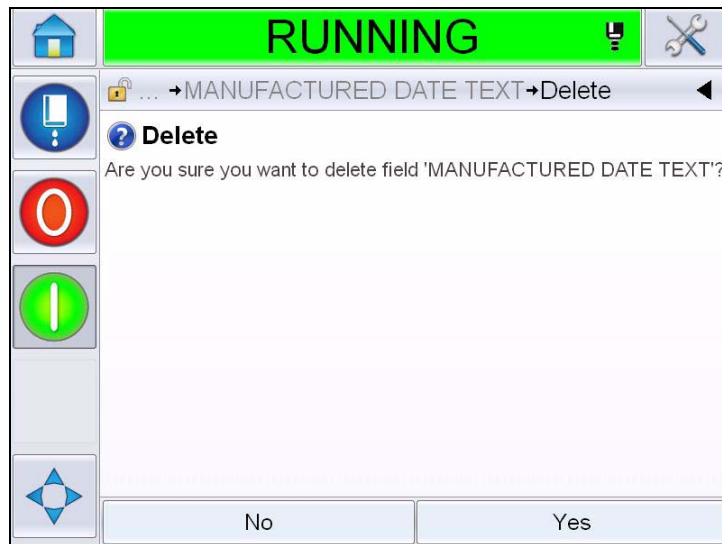 RUNNING
... →MANUFACTURED DATE TEXT→Delete
Delete
Are you sure you want to delete field 'MANUFACTURED DATE TEXT'?
No Yes